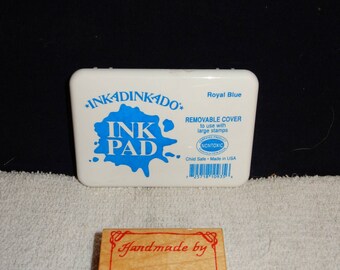 INKADINKADO®
Royal Blue
INK
PAD
REMOVABLE COVER
to use with
large stamps
NONTOXIC
Child Safe - Made in USA
Handmade by